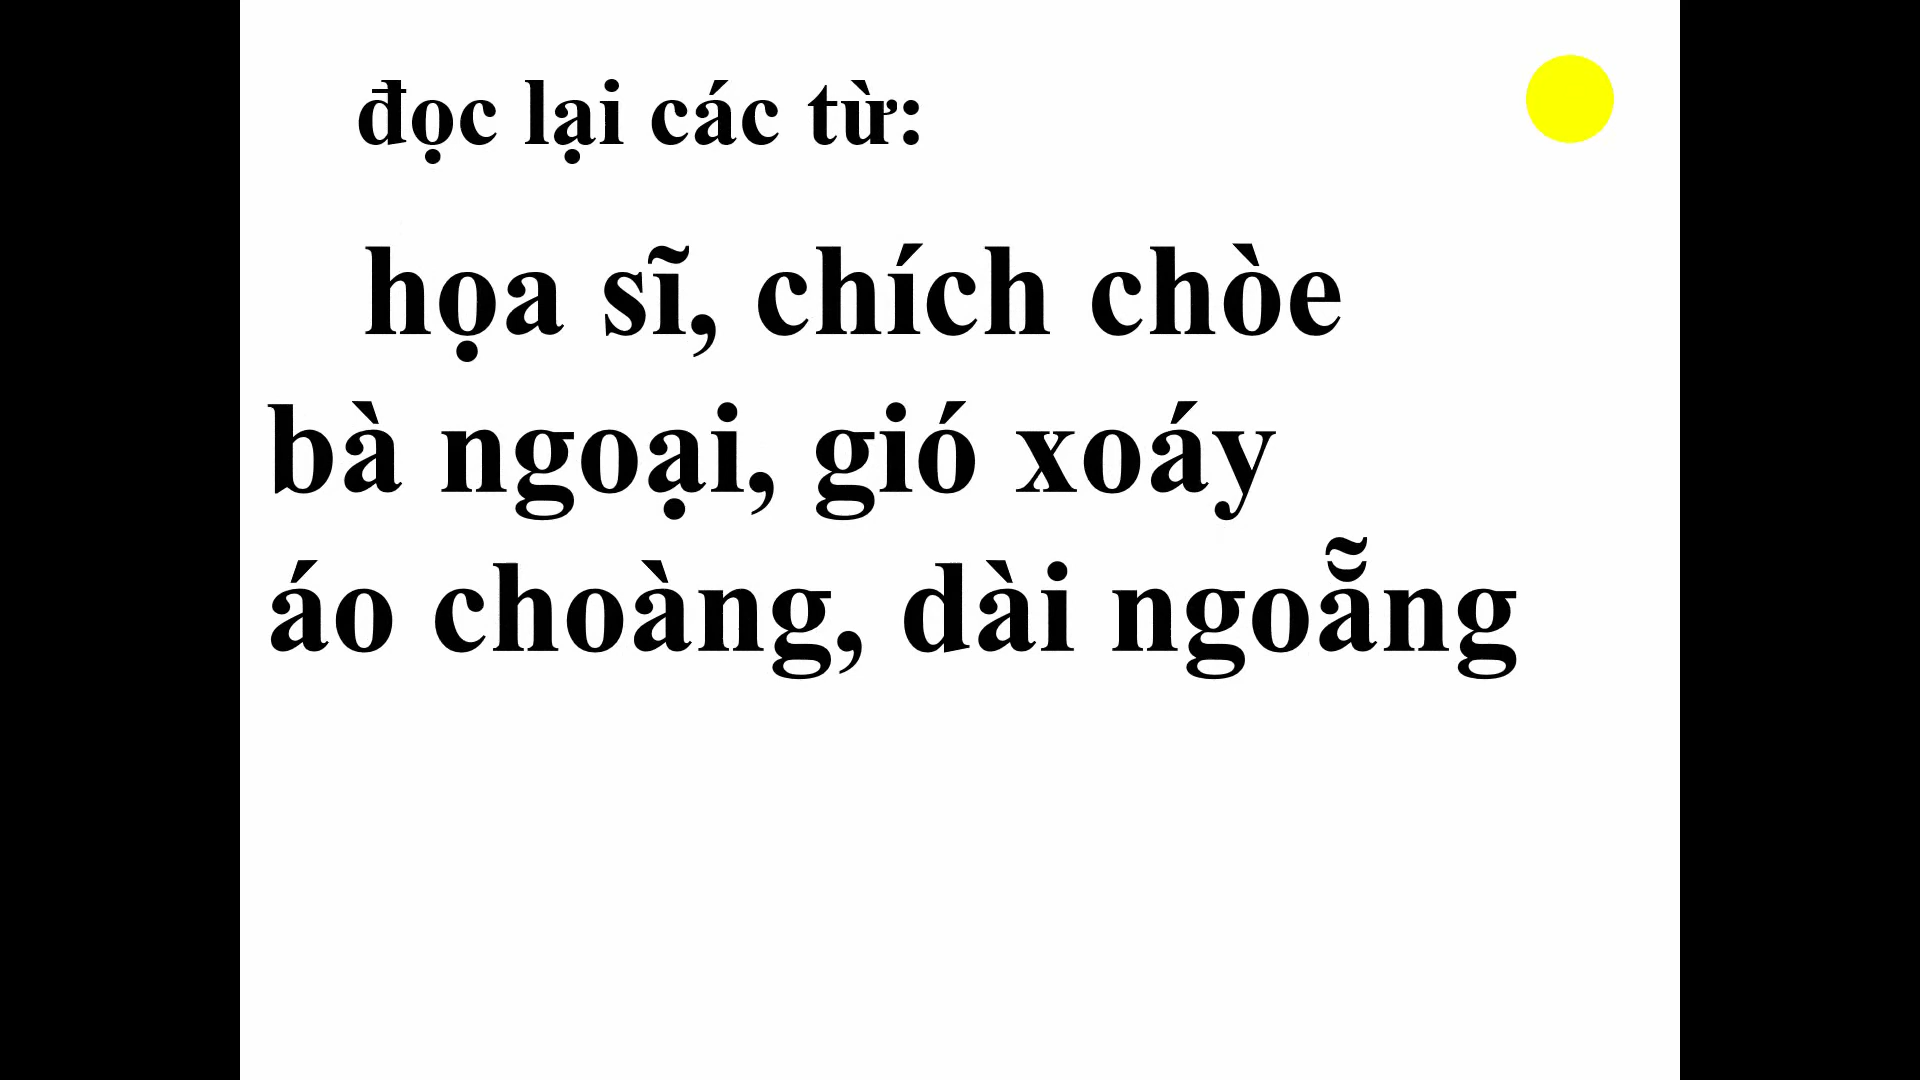 đọc lại các từ:
họa sĩ, chích chòe
bà ngoại, gió xoáy
áo choàng, dài ngoẵng